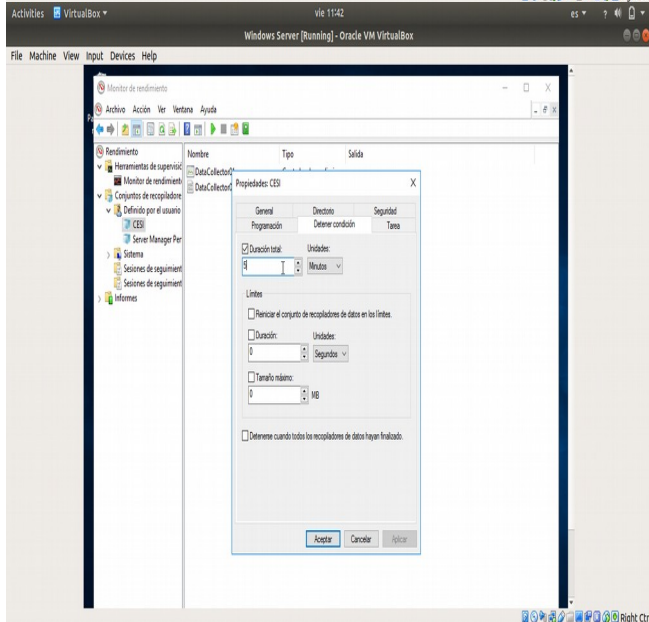 Activities VirtualBox vie 11:42 es
Windows Server [Running] - Oracle VM VirtualBox
File Machine View Input Devices Help
Monitor de rendimiento
Archivo Acción Ver Ventana Ayuda
Rendimiento
Herramientas de supervisió
Monitor de rendimient
Conjuntos de recopiladore
Definido por el usuario
CESI
Server Manager Per
Sistema
Sesiones de seguimient
Sesiones de seguimient
Informes
Nombre Tipo Salida
DataCollector
DataCollector
Propiedades: CESI
General Directorio Seguridad
Programación Detener condición Tarea
Duración total: Unidades:
5 Minutos
Límites
Reiniciar el conjunto de recopiladores de datos en los límites.
Duración: Unidades:
0 Segundos
Tamaño máximo:
0 MB
Detenerse cuando todos los recopiladores de datos hayan finalizado.
Aceptar Cancelar Aplicar
Right Ctr